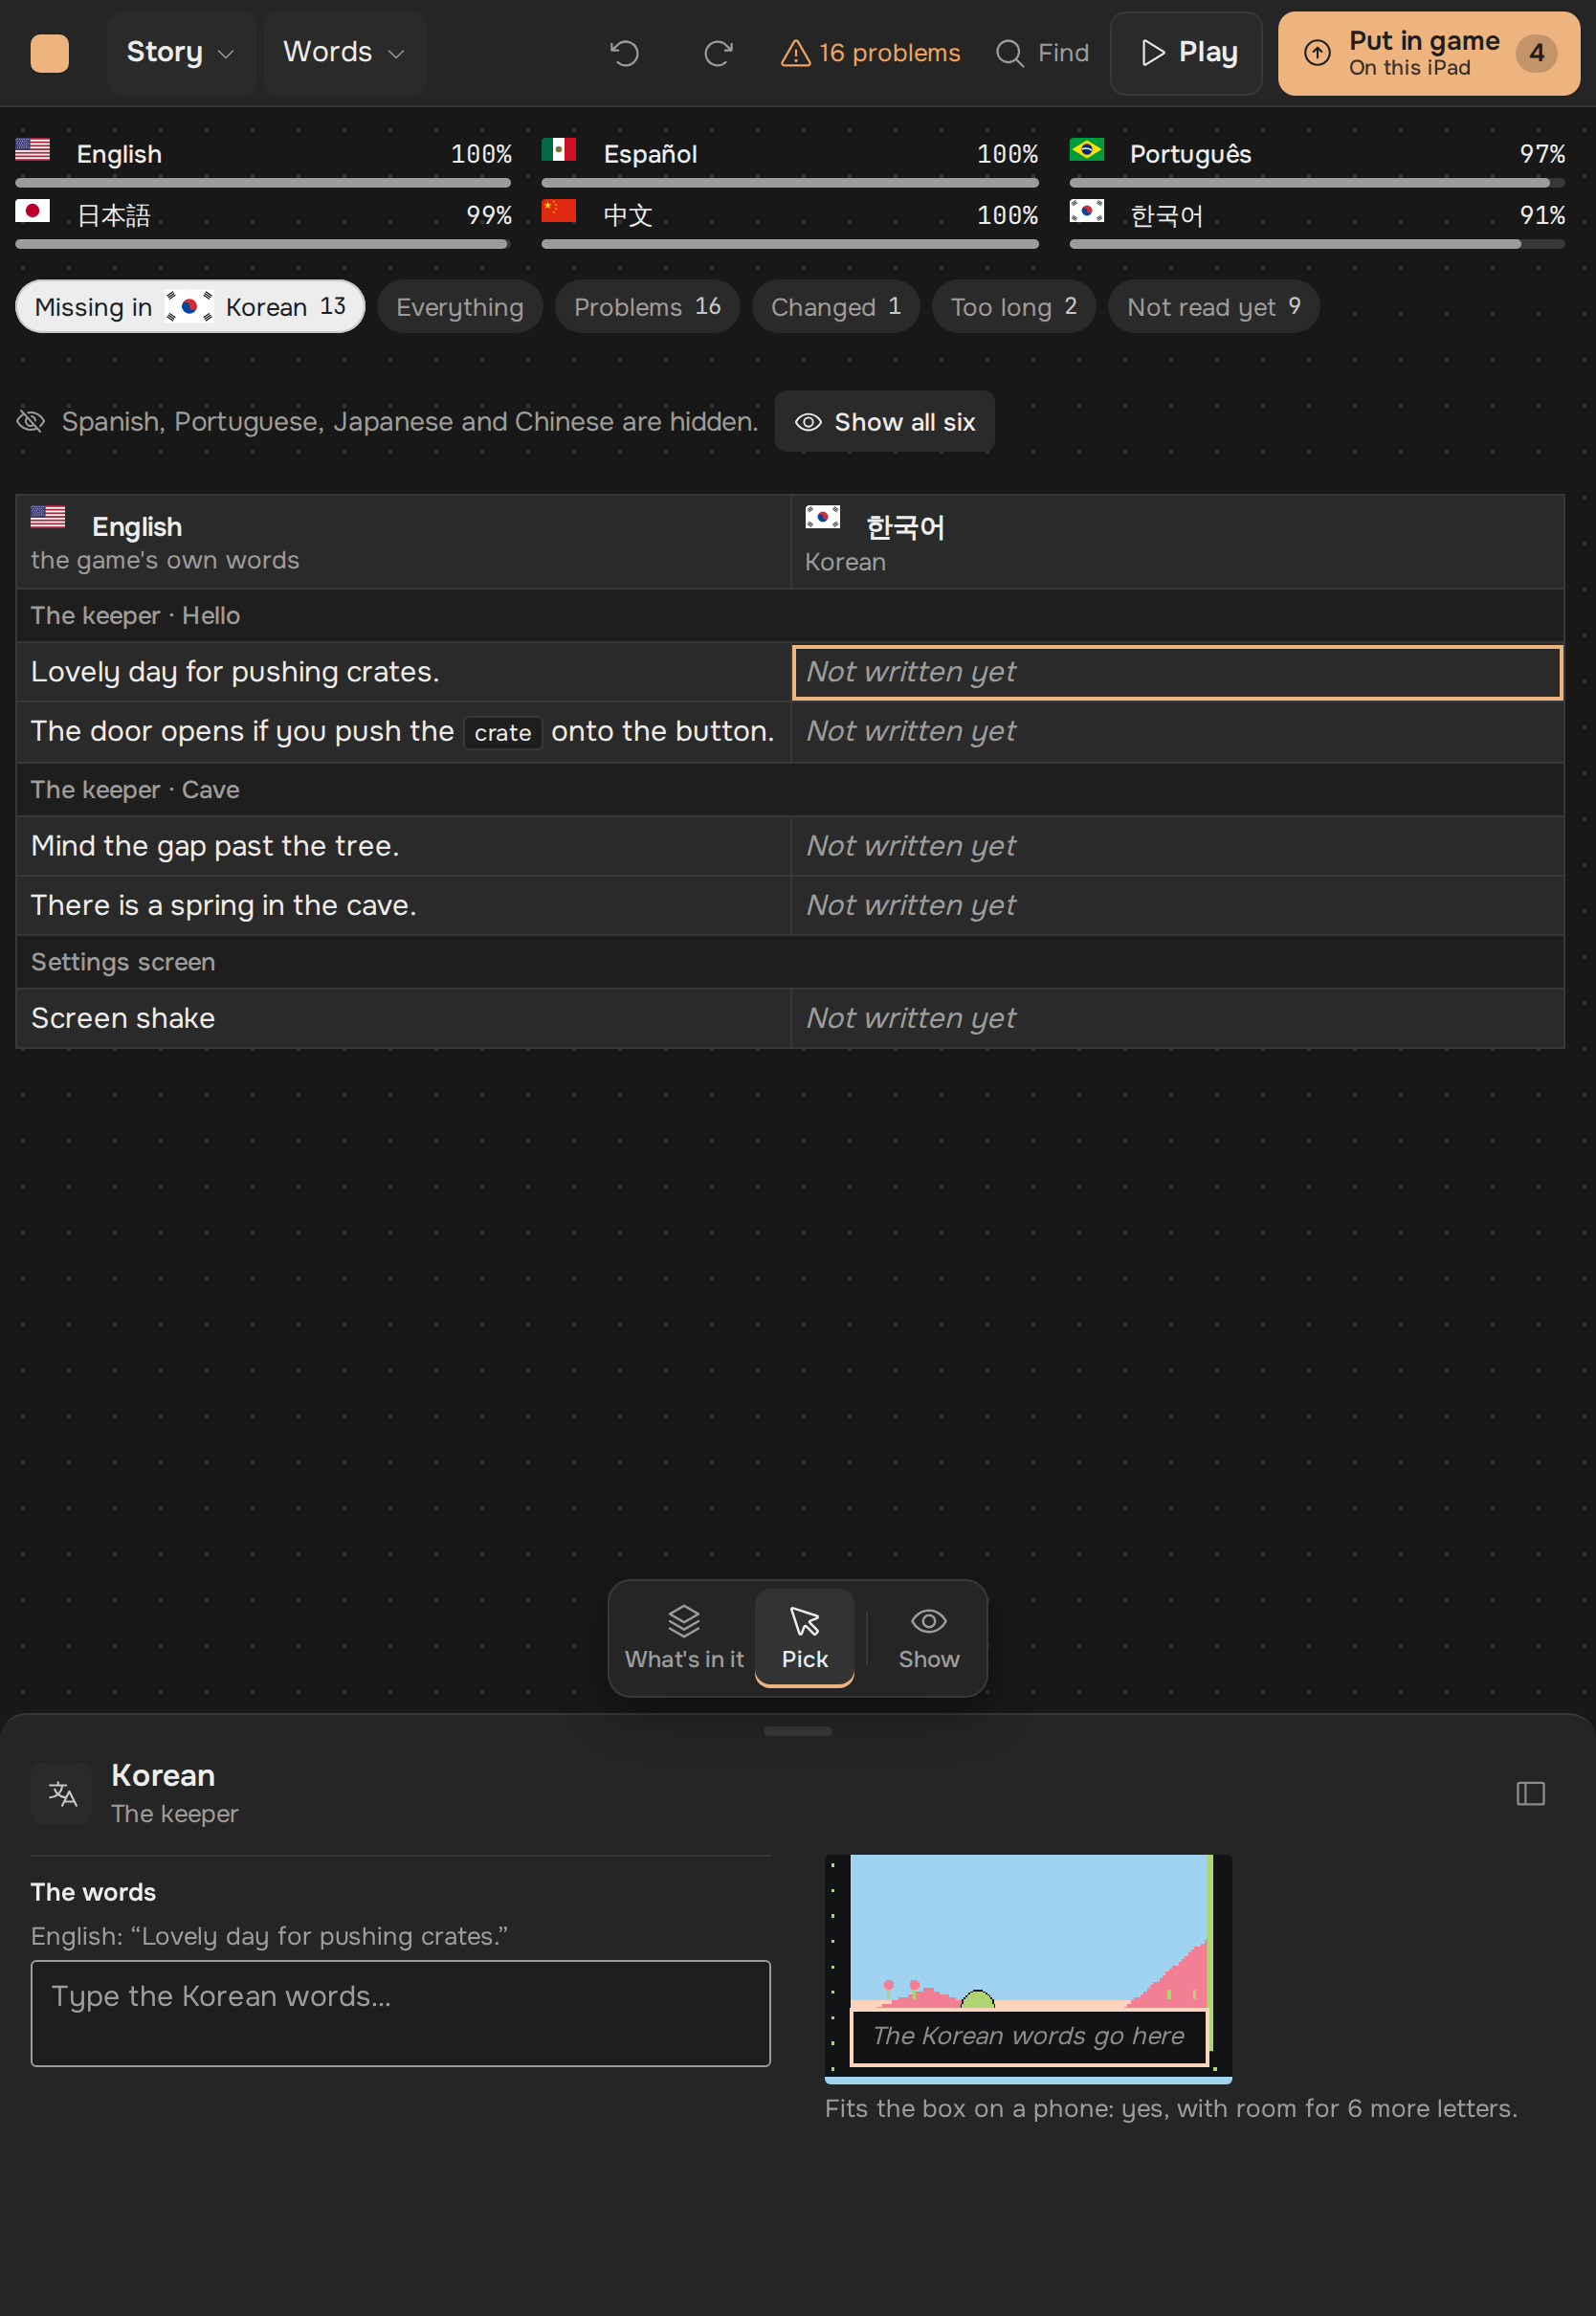 Story
Words
16 problems
Find
Play
Put in game
On this iPad
4
English 100%
Español 100%
Português 97%
日本語 99%
中文 100%
한국어 91%
Missing in Korean 13
Everything
Problems 16
Changed 1
Too long 2
Not read yet 9
Spanish, Portuguese, Japanese and Chinese are hidden.
Show all six
English
the game's own words
한국어
Korean
The keeper · Hello
Lovely day for pushing crates.
Not written yet
The door opens if you push the crate onto the button.
Not written yet
The keeper · Cave
Mind the gap past the tree.
Not written yet
There is a spring in the cave.
Not written yet
Settings screen
Screen shake
Not written yet
What's in it
Pick
Show
Korean
The keeper
The words
English: “Lovely day for pushing crates.”
Type the Korean words...
The Korean words go here
Fits the box on a phone: yes, with room for 6 more letters.